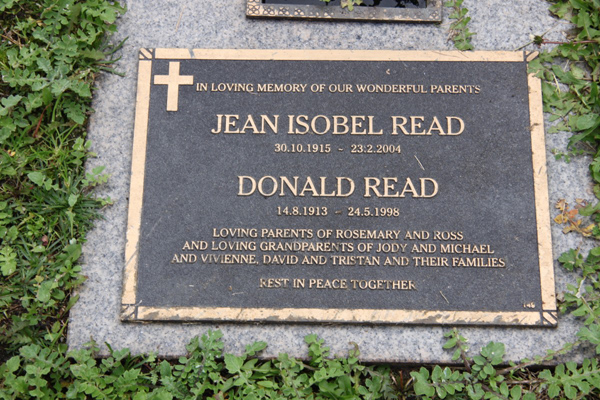 IN LOVING MEMORY OF OUR WONDERFUL PARENTS
JEAN ISOBEL READ
30.10.1915 - 23.2.2004
DONALD READ
14.8.1913 - 24.5.1998
LOVING PARENTS OF ROSEMARY AND ROSS
AND LOVING GRANDPARENTS OF JODY AND MICHAEL
AND VIVIENNE, DAVID AND TRISTAN AND THEIR FAMILIES
REST IN PEACE TOGETHER